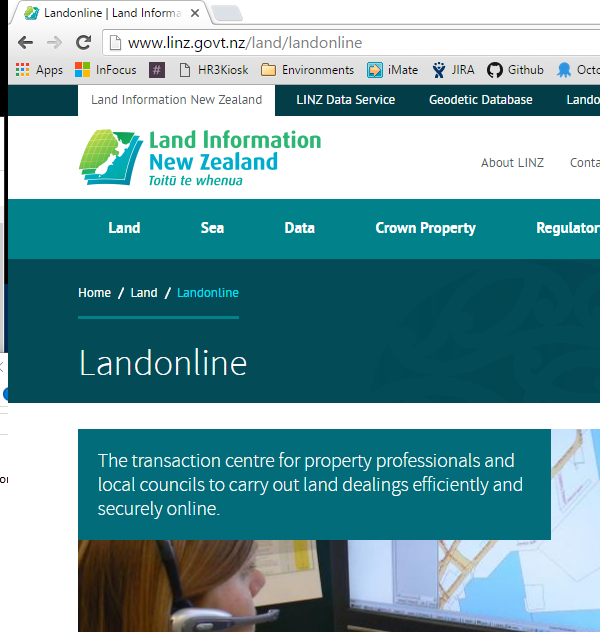 Landonline | Land Informa
www.linz.govt.nz/land/landonline
Apps InFocus # HR3Kiosk Environments iMate JIRA Github Octo
Land Information New Zealand LINZ Data Service Geodetic Database Lando
Land Information
New Zealand
Toitū te whenua
About LINZ Conta
Land Sea Data Crown Property Regulator
Home / Land / Landonline
Landonline
The transaction centre for property professionals and
local councils to carry out land dealings efficiently and
securely online.